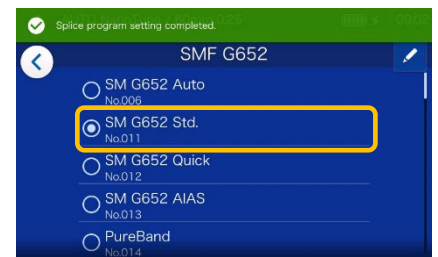 Splice program setting completed.
SMF G652
SM G652 Auto
No.006
SM G652 Std.
No.011
SM G652 Quick
No.012
SM G652 AIAS
No.013
PureBand
No.014